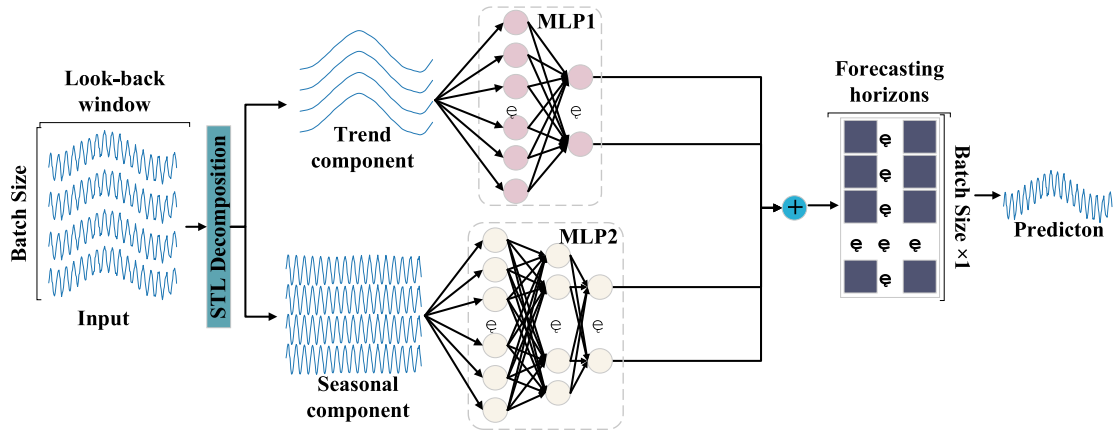 Look-back
window
Batch Size
Input
STL Decomposition
Trend
component
MLP1
ҽ ҽ
Seasonal
component
MLP2
ҽ ҽ ҽ
+
Forecasting
horizons
ҽ
ҽ
ҽ
ҽ ҽ ҽ
ҽ
Batch Size ×1
Predicton